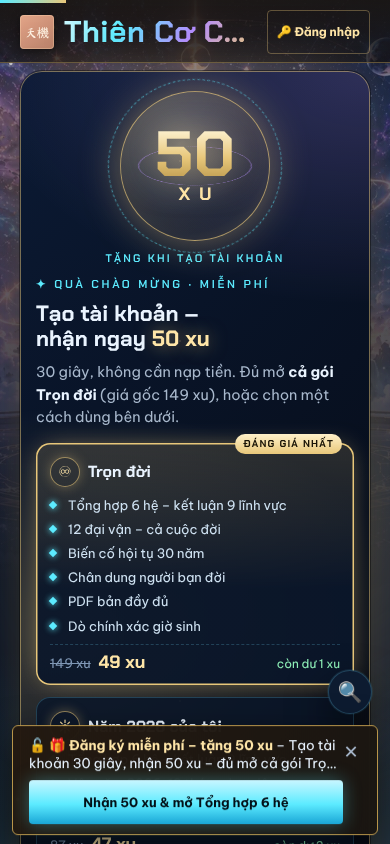 天機
Thiên Cơ C...
🔑 Đăng nhập
50
XU
TẶNG KHI TẠO TÀI KHOẢN
✦ QUÀ CHÀO MỪNG · MIỄN PHÍ
Tạo tài khoản –
nhận ngay 50 xu
30 giây, không cần nạp tiền. Đủ mở cả gói
Trọn đời (giá gốc 149 xu), hoặc chọn một
cách dùng bên dưới.
ĐÁNG GIÁ NHẤT
♾ Trọn đời
◆ Tổng hợp 6 hệ – kết luận 9 lĩnh vực
◆ 12 đại vận – cả cuộc đời
◆ Biến cố hội tụ 30 năm
◆ Chân dung người bạn đời
◆ PDF bản đầy đủ
◆ Dò chính xác giờ sinh
149 xu 49 xu còn dư 1 xu
Năm 2026 của tôi
🔓 🎁 Đăng ký miễn phí – tặng 50 xu – Tạo tài
khoản 30 giây, nhận 50 xu – đủ mở cả gói Trọ...
✕
Nhận 50 xu & mở Tổng hợp 6 hệ
47 xu